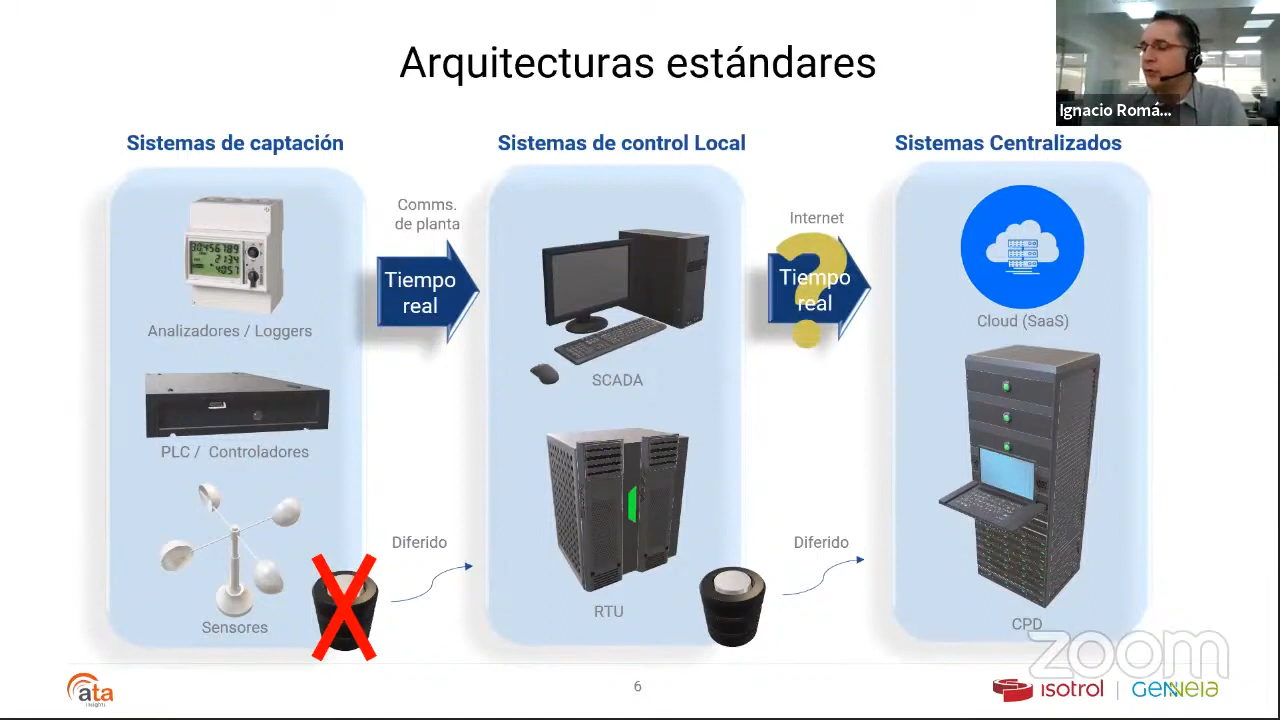 Arquitecturas estándares
Ignacio Romá...
Sistemas de captación
Sistemas de control Local
Sistemas Centralizados
Comms.
de planta
Tiempo
real
Internet
?
Tiempo
real
Analizadores / Loggers
PLC / Controladores
Sensores
SCADA
RTU
Cloud (SaaS)
CPD
Diferido
Diferido
zoom
ata
insights
6
isotrol
GENNEIA